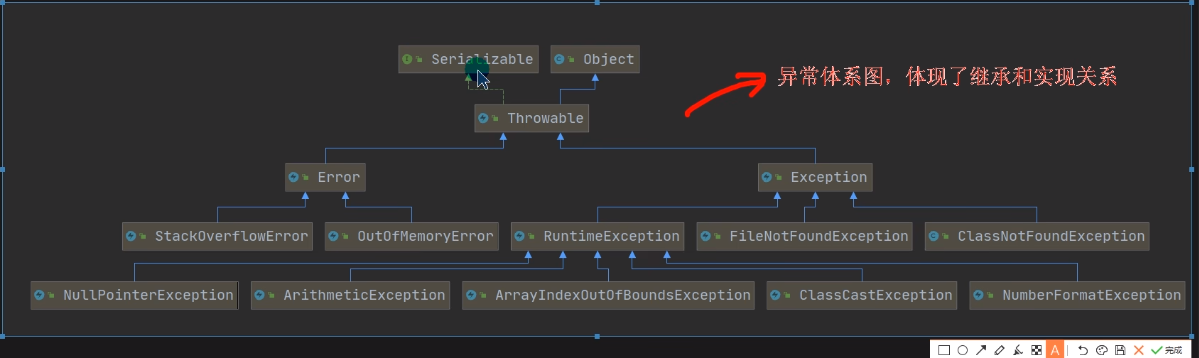 Serializable
Object
异常体系图，体现了继承和实现关系
Throwable
Error
Exception
StackOverflowError
OutOfMemoryError
RuntimeException
FileNotFoundException
ClassNotFoundException
NullPointerException
ArithmeticException
ArrayIndexOutOfBoundsException
ClassCastException
NumberFormatException
A
完成